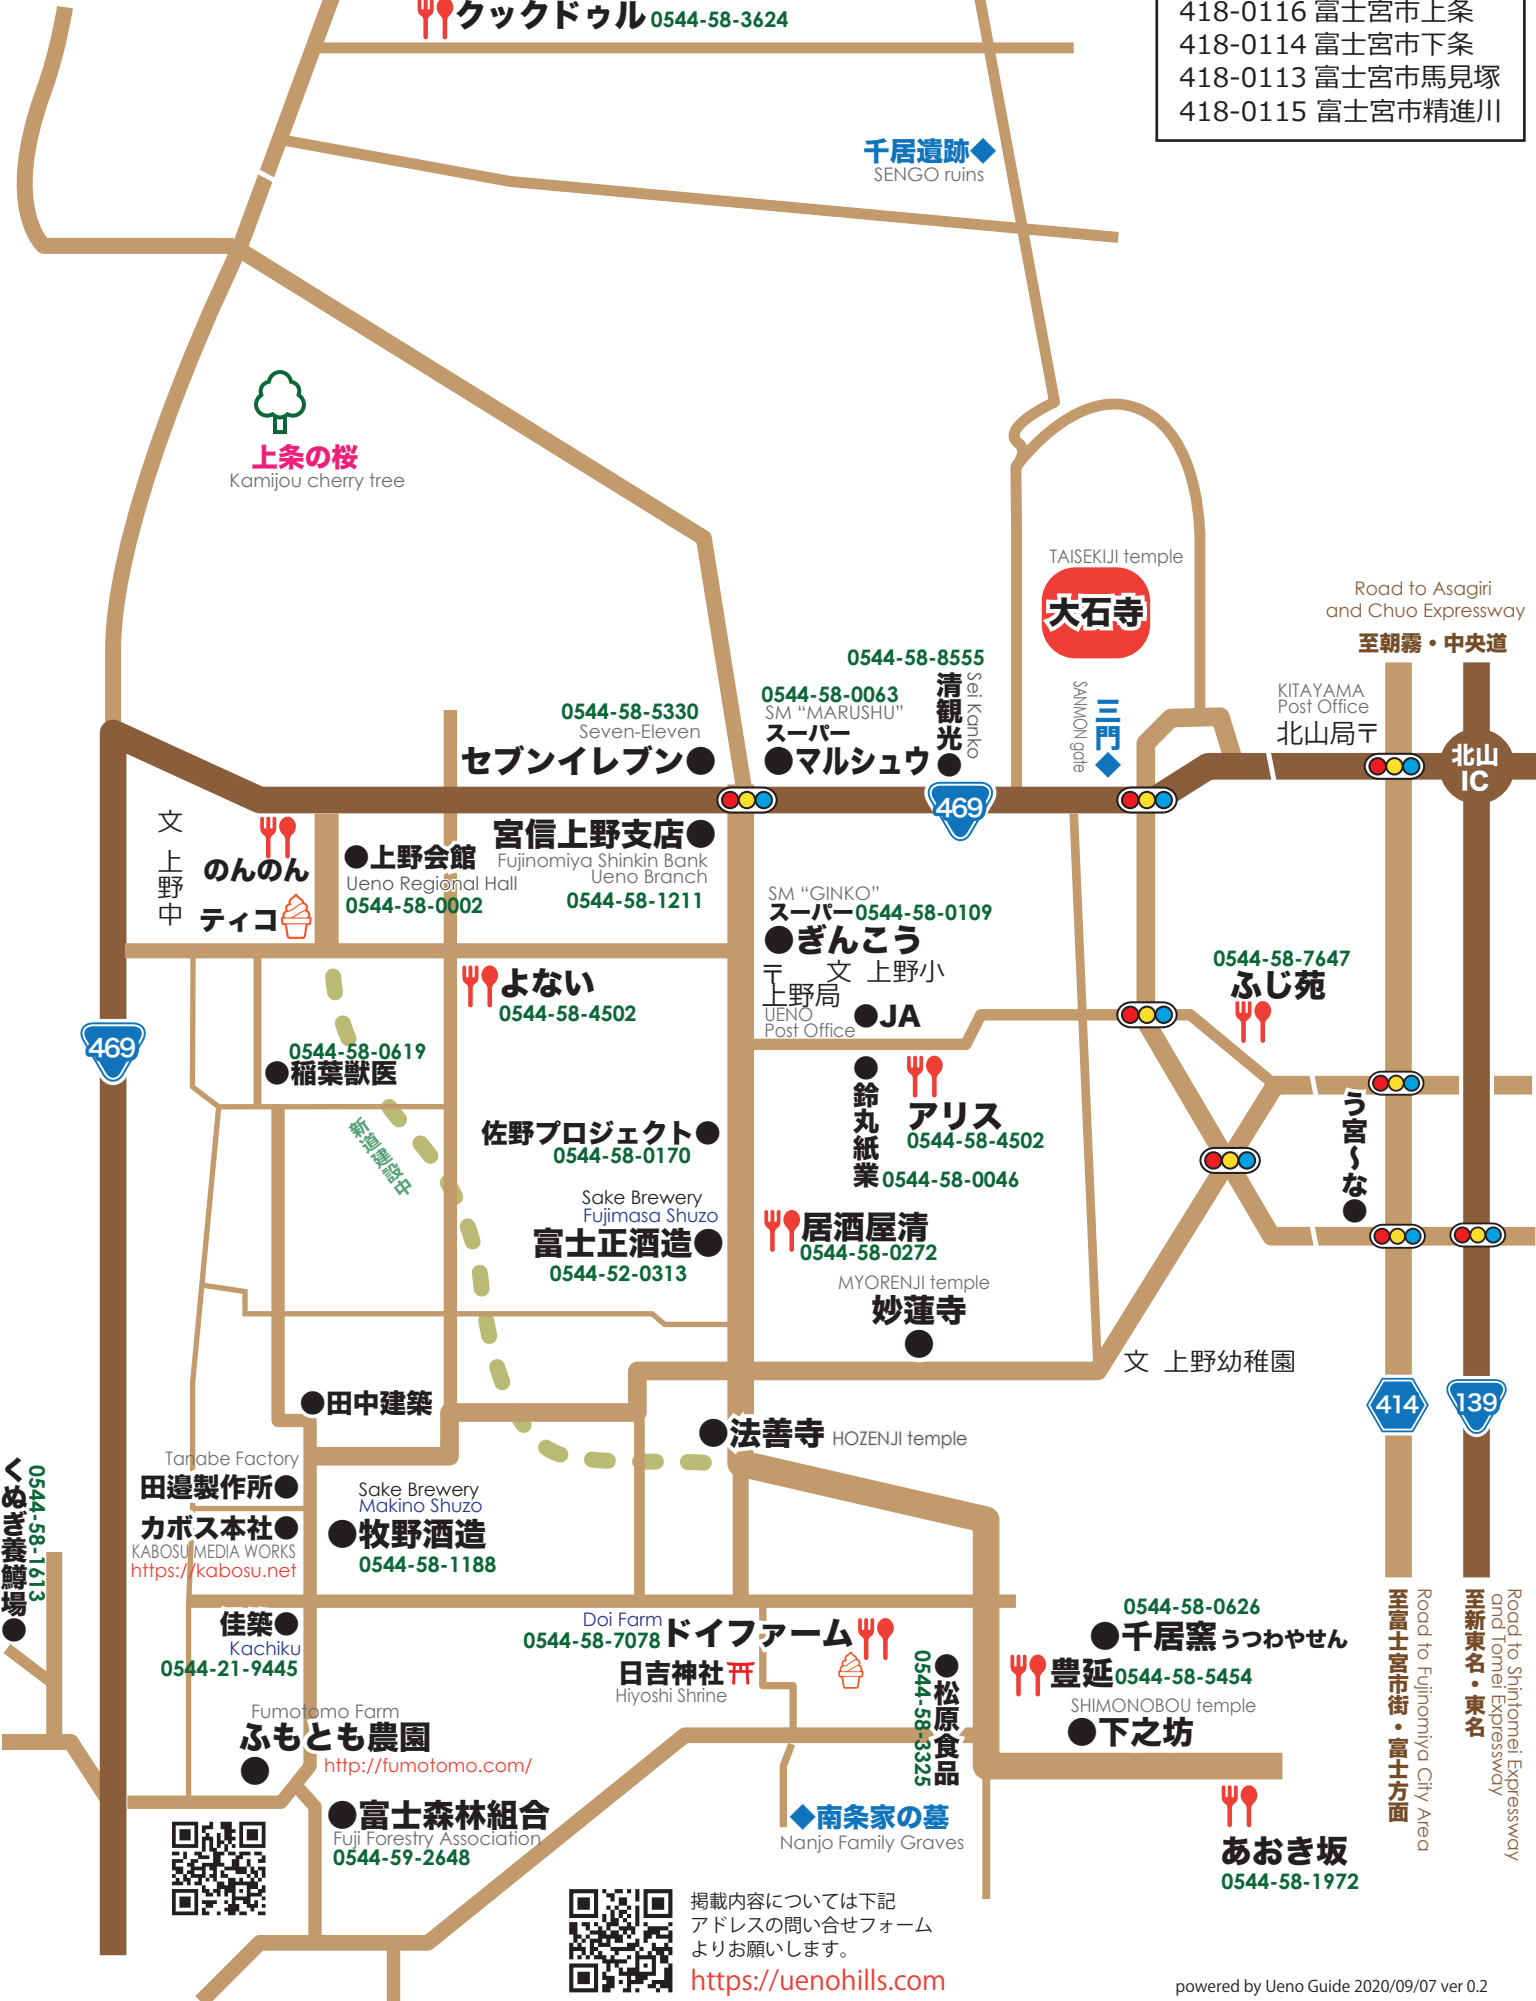 クックドゥル 0544-58-3624
418-0116 富士宮市上条
418-0114 富士宮市下条
418-0113 富士宮市馬見塚
418-0115 富士宮市精進川
千居遺跡◆
SENGO ruins
上条の桜
Kamijou cherry tree
TAISEKIJI temple
大石寺
Road to Asagiri
and Chuo Expressway
至朝霧・中央道
0544-58-8555
清観光
Sei Kanko
0544-58-0063
SM “MARUSHU”
スーパー
●マルシュウ
0544-58-5330
Seven-Eleven
セブンイレブン●
SANMON gate
三門◆
KITAYAMA
Post Office
北山局〒
北山
IC
469
文 上野中
のんのん
ティコ
●上野会館
Ueno Regional Hall
0544-58-0002
宮信上野支店●
Fujinomiya Shinkin Bank
Ueno Branch
0544-58-1211
SM “GINKO”
スーパー0544-58-0109
●ぎんこう
〒 文 上野小
上野局
UENO
Post Office
●JA
よない
0544-58-4502
0544-58-7647
ふじ苑
469
0544-58-0619
●稲葉獣医
新道建設中
●鈴丸紙業
0544-58-0046
アリス
0544-58-4502
佐野プロジェクト●
0544-58-0170
う宮～な●
Sake Brewery
Fujimasa Shuzo
富士正酒造●
0544-52-0313
居酒屋清
0544-58-0272
MYORENJI temple
妙蓮寺
文 上野幼稚園
●田中建築
414
139
●法善寺 HOZENJI temple
くぬぎ養鱒場●
0544-58-1613
Tanabe Factory
田邉製作所●
カボス本社●
KABOSU MEDIA WORKS
https://kabosu.net
Sake Brewery
Makino Shuzo
●牧野酒造
0544-58-1188
佳築●
Kachiku
0544-21-9445
Doi Farm
0544-58-7078 ドイファーム
日吉神社
Hiyoshi Shrine
●松原食品
0544-58-3325
0544-58-0626
●千居窯 うつわやせん
豊延 0544-58-5454
SHIMONOBOU temple
●下之坊
至富士宮市街・富士方面
Road to Fujinomiya City Area
至新東名・東名
Road to Shintomei Expressway
and Tomei Expressway
Fumotomo Farm
ふもとも農園
http://fumotomo.com/
●富士森林組合
Fuji Forestry Association
0544-59-2648
◆南条家の墓
Nanjo Family Graves
あおき坂
0544-58-1972
掲載内容については下記
アドレスの問い合せフォーム
よりお願いします。
https://uenohills.com
powered by Ueno Guide 2020/09/07 ver 0.2